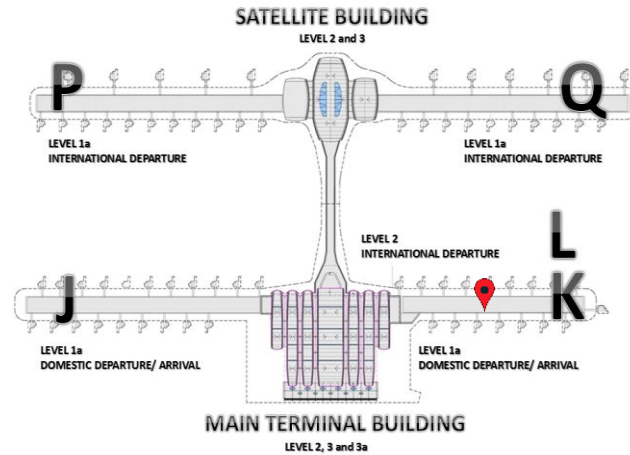 SATELLITE BUILDING
LEVEL 2 and 3
P
Q
LEVEL 1a
INTERNATIONAL DEPARTURE
LEVEL 1a
INTERNATIONAL DEPARTURE
LEVEL 2
INTERNATIONAL DEPARTURE
L
J
K
LEVEL 1a
DOMESTIC DEPARTURE/ ARRIVAL
LEVEL 1a
DOMESTIC DEPARTURE/ ARRIVAL
MAIN TERMINAL BUILDING
LEVEL 2, 3 and 3a